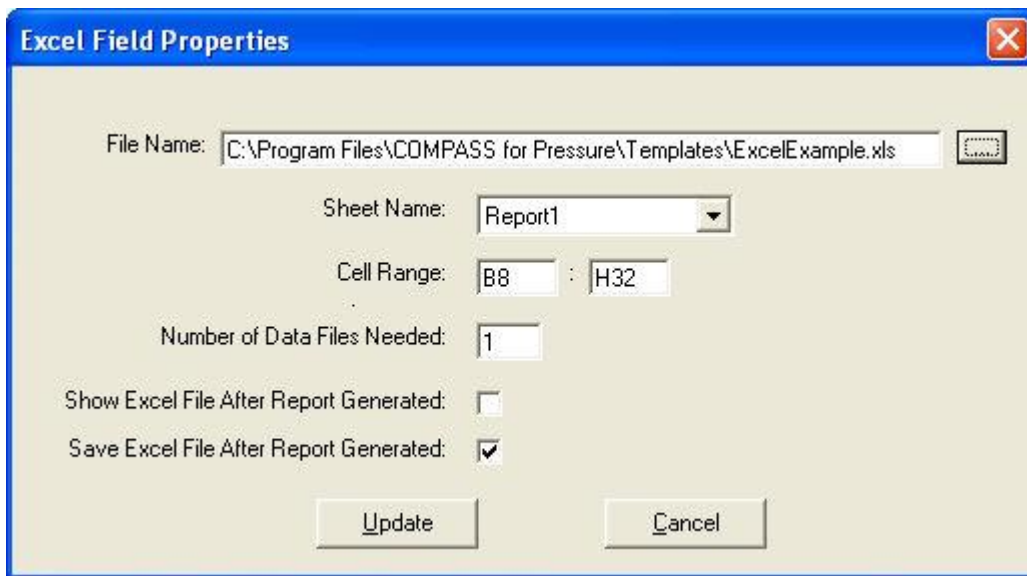 Excel Field Properties
File Name: C:\Program Files\COMPASS for Pressure\Templates\ExcelExample.xls ...
Sheet Name: Report1
Cell Range: B8 : H32
Number of Data Files Needed: 1
Show Excel File After Report Generated:
Save Excel File After Report Generated:
Update Cancel